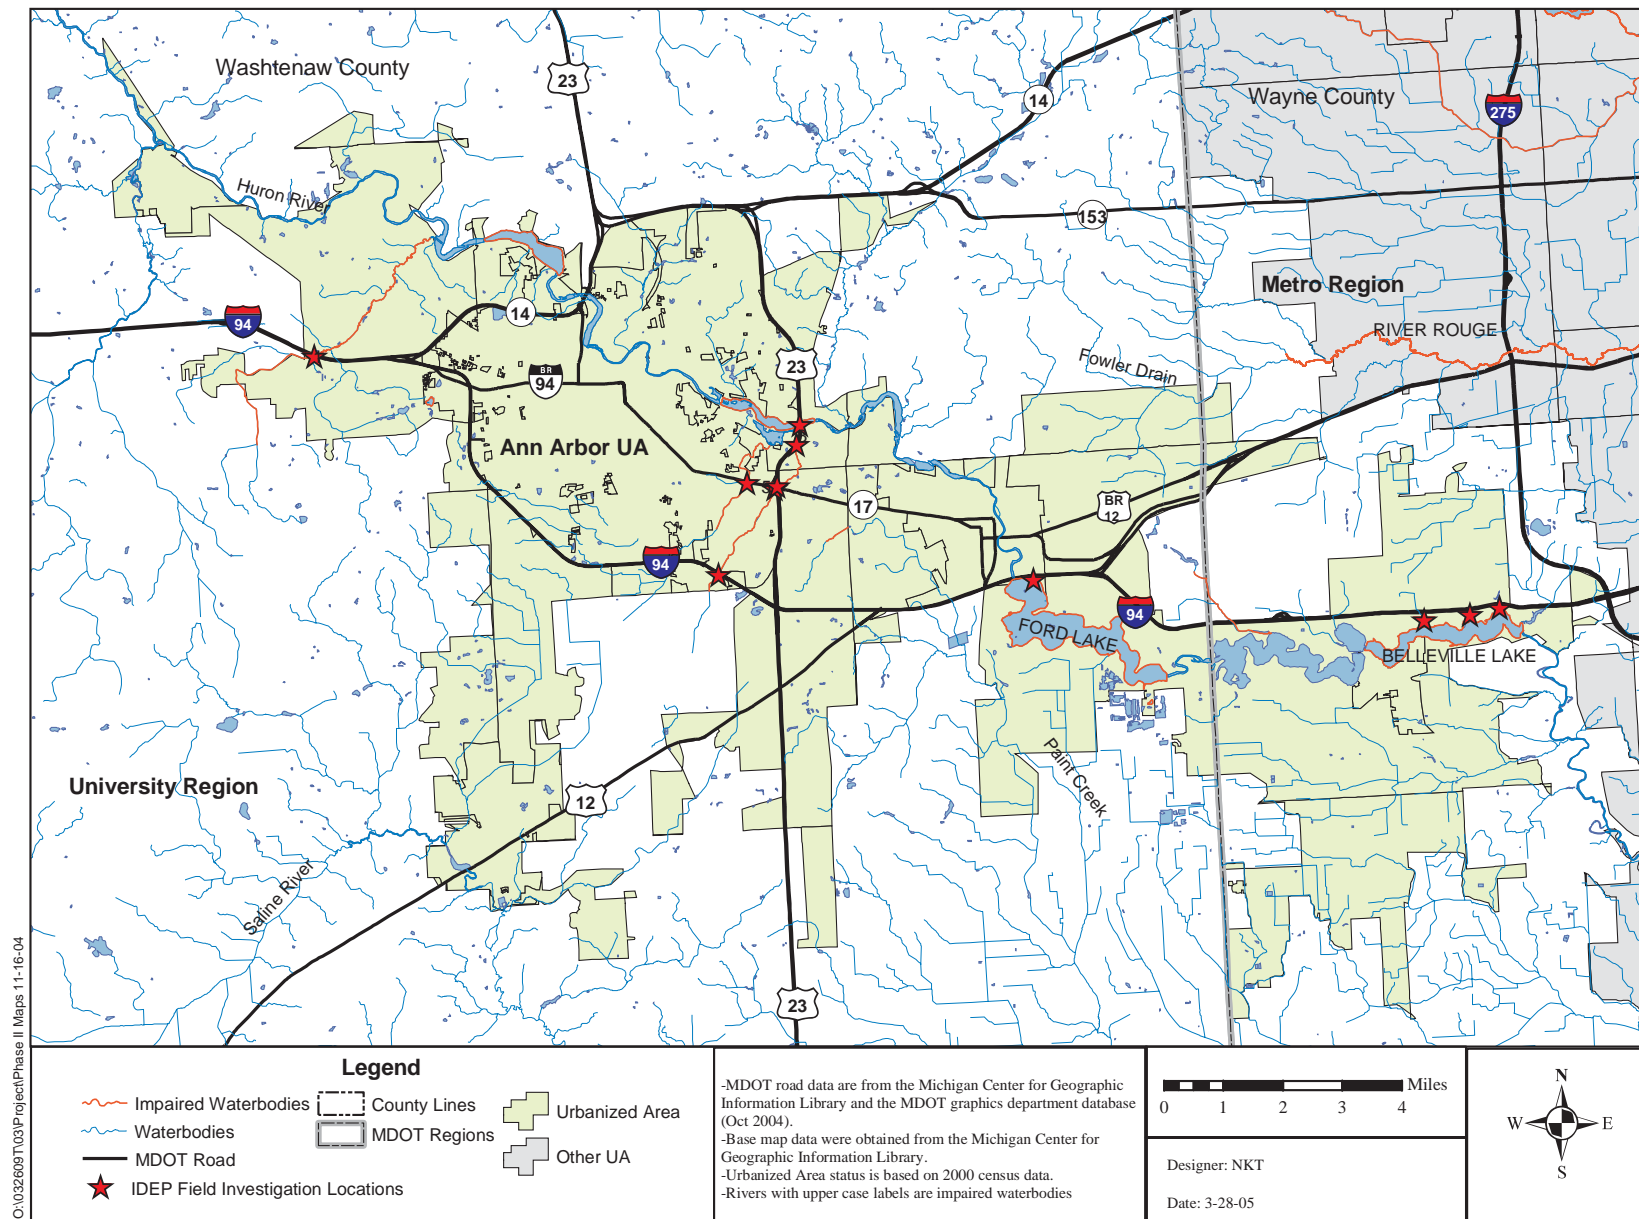 Washtenaw County
23
14
Wayne County
275
Huron River
153
Metro Region
94
14
RIVER ROUGE
23
Fowler Drain
BR
94
Ann Arbor UA
17
BR
12
94
94
FORD LAKE
BELLEVILLE LAKE
University Region
12
Paint Creek
Saline River
23
O:\032609T\03\Project\Phase II Maps 11-16-04
Legend
Impaired Waterbodies
Waterbodies
MDOT Road
IDEP Field Investigation Locations
County Lines
MDOT Regions
Urbanized Area
Other UA
-MDOT road data are from the Michigan Center for Geographic
Information Library and the MDOT graphics department database
(Oct 2004).
-Base map data were obtained from the Michigan Center for
Geographic Information Library.
-Urbanized Area status is based on 2000 census data.
-Rivers with upper case labels are impaired waterbodies
Miles
0 1 2 3 4
Designer: NKT
Date: 3-28-05
N
W E
S